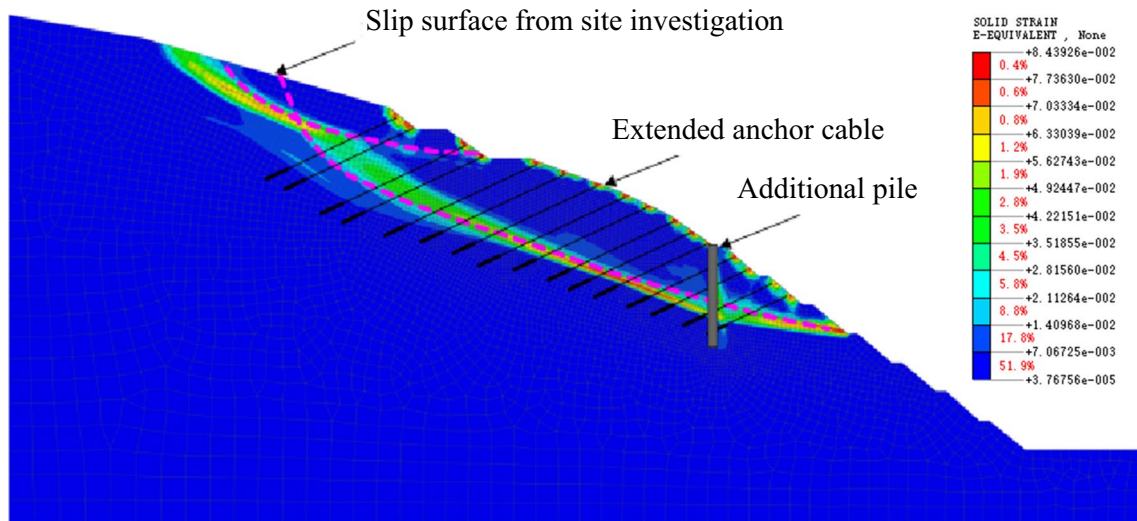 Slip surface from site investigation
Extended anchor cable
Additional pile
SOLID STRAIN
E-EQUIVALENT , None
+8.43926e-002
0.4%
+7.73630e-002
0.6%
+7.03334e-002
0.8%
+6.33039e-002
1.2%
+5.62743e-002
1.9%
+4.92447e-002
2.8%
+4.22151e-002
3.5%
+3.51855e-002
4.5%
+2.81560e-002
5.8%
+2.11264e-002
8.8%
+1.40968e-002
17.8%
+7.06725e-003
51.9%
+3.76756e-005